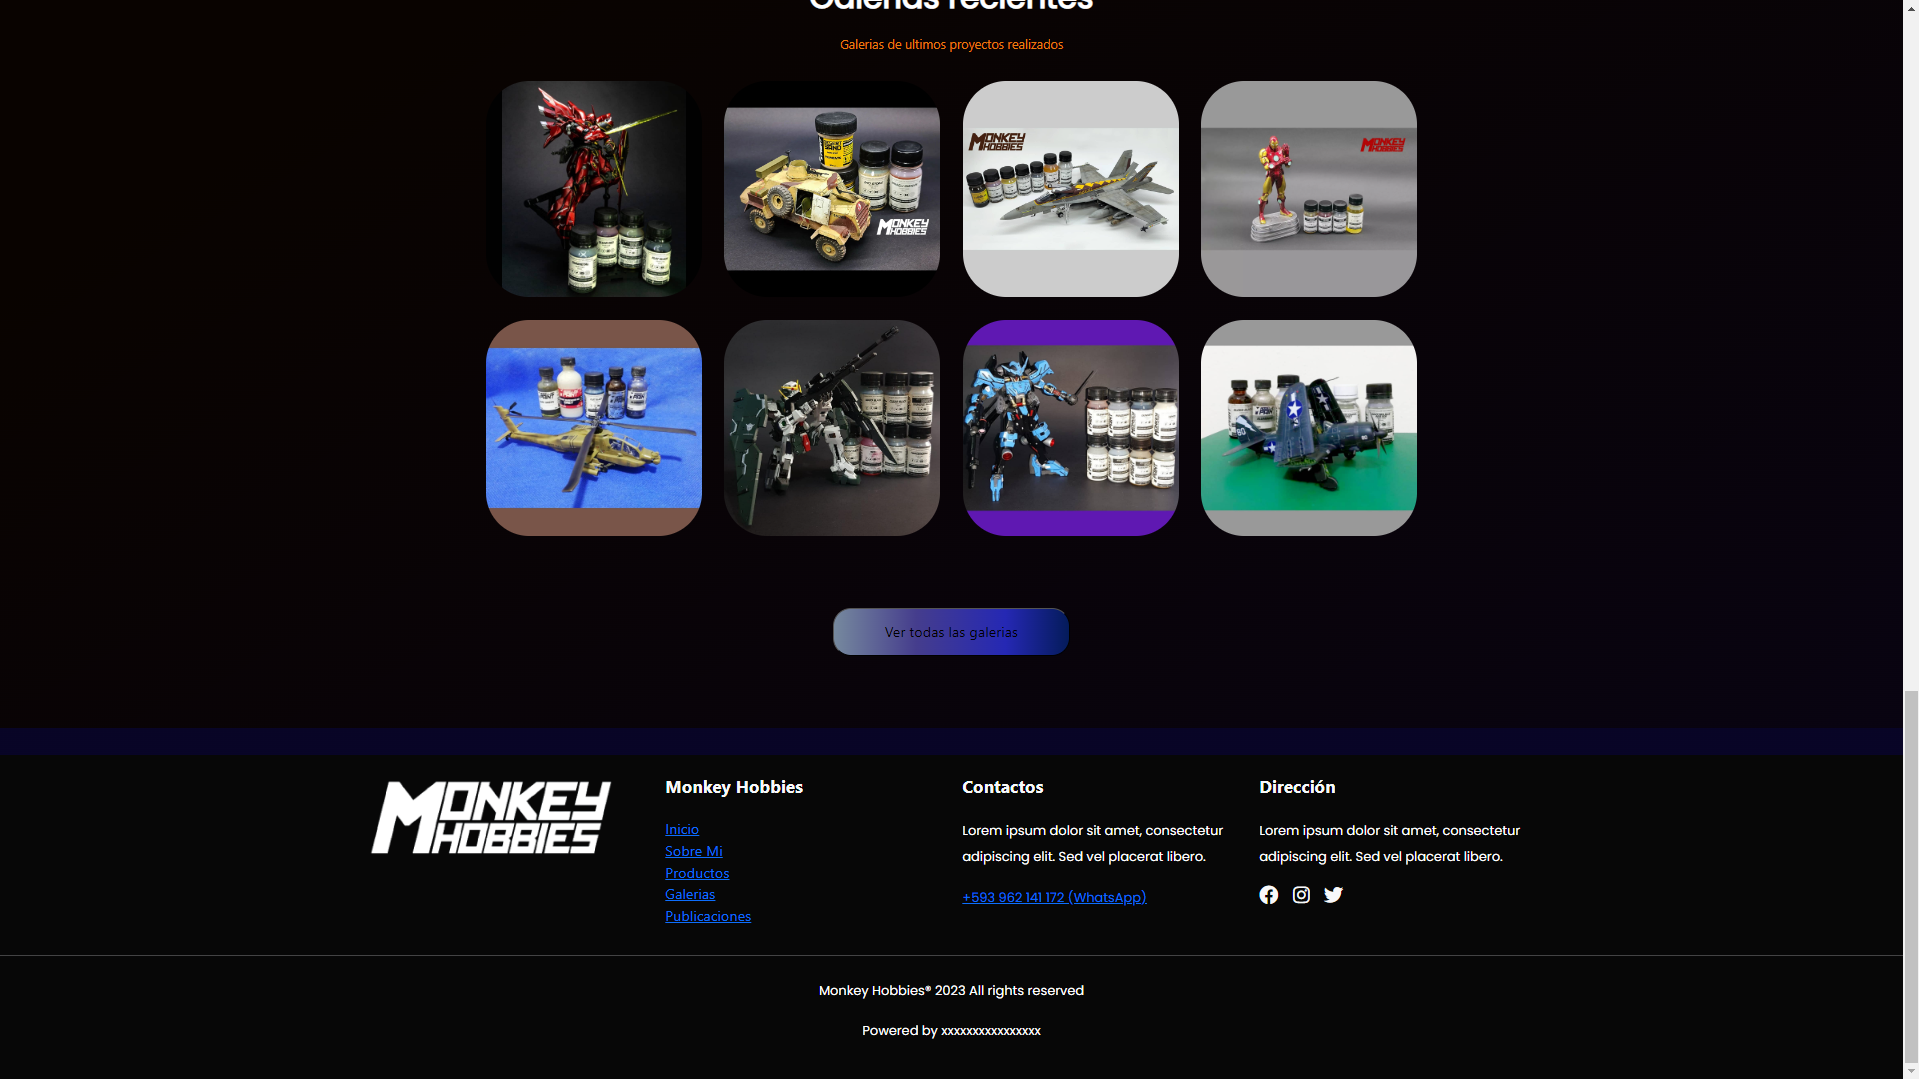 Galerias recientes
Galerias de ultimos proyectos realizados
MONKEY
HOBBIES
MONKEY
HOBBIES
MONKEY
HOBBIES
Ver todas las galerias
MONKEY
HOBBIES
Monkey Hobbies
Inicio
Sobre Mi
Productos
Galerias
Publicaciones
Contactos
Lorem ipsum dolor sit amet, consectetur
adipiscing elit. Sed vel placerat libero.
+593 962 141 172 (WhatsApp)
Dirección
Lorem ipsum dolor sit amet, consectetur
adipiscing elit. Sed vel placerat libero.
Monkey Hobbies® 2023 All rights reserved
Powered by xxxxxxxxxxxxxxxx